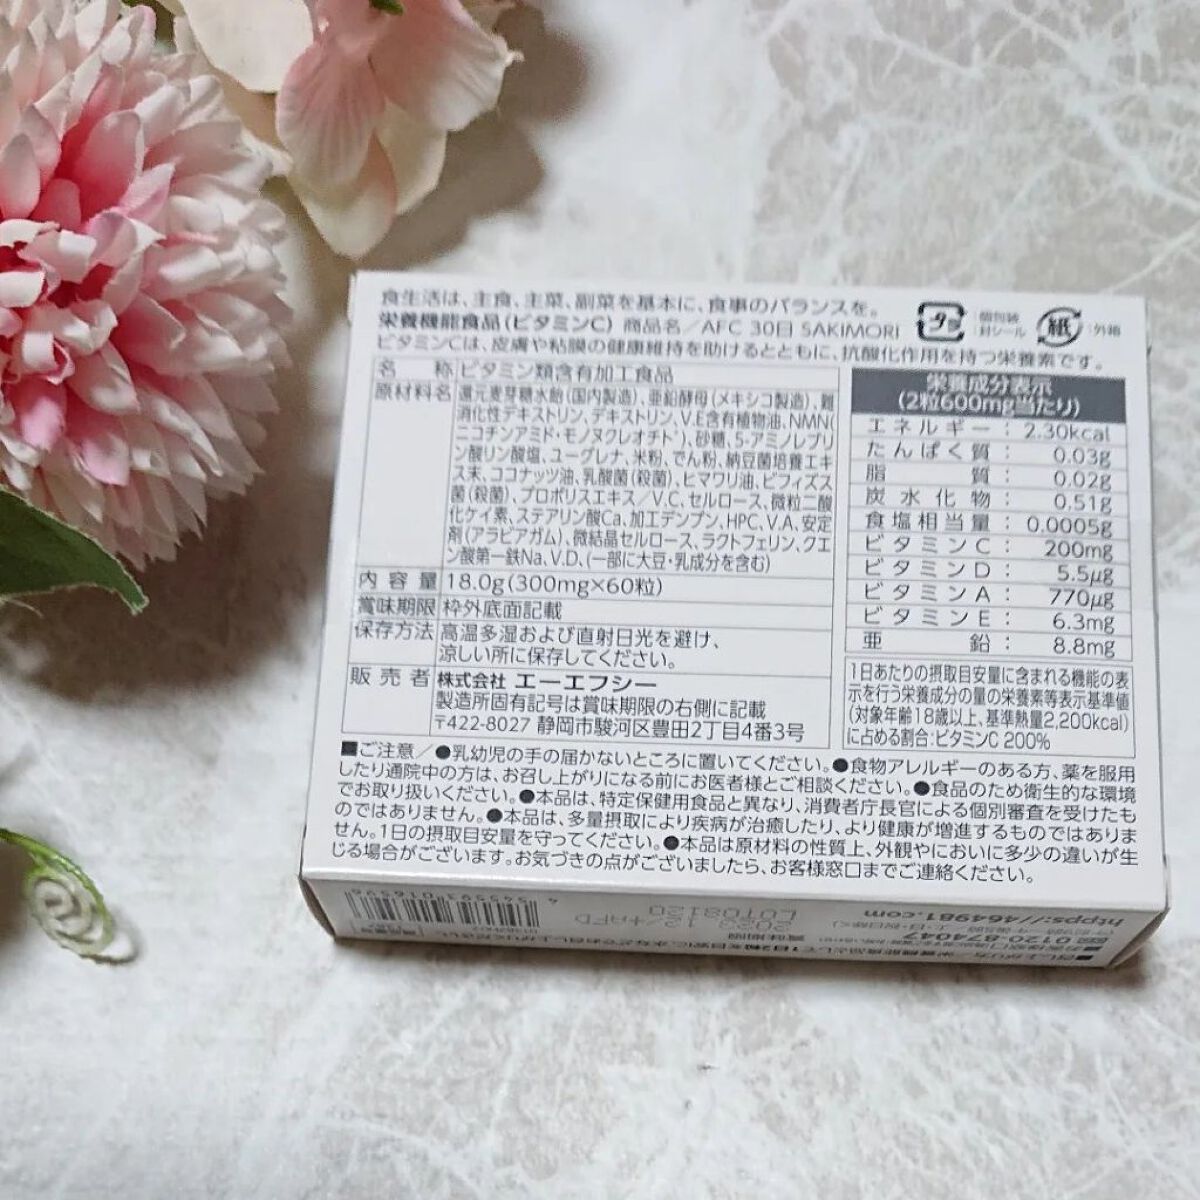 食生活は、主食、主菜、副菜を基本に、食事のバランスを。
栄養機能食品(ビタミンC) 商品名/AFC 30日 SAKIMORI
ビタミンCは、皮膚や粘膜の健康維持を助けるとともに、抗酸化作用を持つ栄養素です。
プラ
個包装
:封シール
紙
:外箱
名称 ビタミン類含有加工食品
原材料名 還元麦芽糖水飴(国内製造)、亜鉛酵母(メキシコ製造)、難
消化性デキストリン、デキストリン、V.E含有植物油、NMN(
ニコチンアミド・モノヌクレオチド)、砂糖、5-アミノレブリ
ン酸リン酸塩、ユーグレナ、米粉、でん粉、納豆菌培養エキ
ス末、ココナッツ油、乳酸菌(殺菌)、ヒマワリ油、ビフィズス
菌(殺菌)、プロポリスエキス/V.C、セルロース、微粒二酸
化ケイ素、ステアリン酸Ca、加工デンプン、HPC、V.A、安定
剤(アラビアガム)、微結晶セルロース、ラクトフェリン、クエ
ン酸第一鉄Na、V.D、(一部に大豆・乳成分を含む)
内容量 18.0g(300mg×60粒)
賞味期限 枠外底面記載
保存方法 高温多湿および直射日光を避け、
涼しい所に保存してください。
販売者 株式会社 エーエフシー
製造所固有記号は賞味期限の右側に記載
〒422-8027 静岡市駿河区豊田2丁目4番3号
栄養成分表示
(2粒600mg当たり)
エネルギー:2.30kcal
たんぱく質:0.03g
脂質:0.02g
炭水化物:0.51g
食塩相当量:0.0005g
ビタミンC:200mg
ビタミンD:5.5μg
ビタミンA:770μg
ビタミンE:6.3mg
亜鉛:8.8mg
1日あたりの摂取目安量に含まれる機能の表
示を行う栄養成分の量の栄養素等表示基準値
(対象年齢18歳以上、基準熱量2,200kcal)
に占める割合:ビタミンC 200%
■ご注意/●乳幼児の手の届かないところに置いてください。●食物アレルギーのある方、薬を服用
したり通院中の方は、お召し上がりになる前にお医者様とご相談ください。●食品のため衛生的な環境
でお取り扱いください。●本品は、特定保健用食品と異なり、消費者庁長官による個別審査を受けたも
のではありません。●本品は、多量摂取により疾病が治癒したり、より健康が増進するものではありま
せん。1日の摂取目安量を守ってください。●本品は原材料の性質上、外観やにおいに多少の違いが生
じる場合がございます。お気づきの点がございましたら、お客様窓口までご連絡ください。
https://464981.com
0120-874047
賞味期限